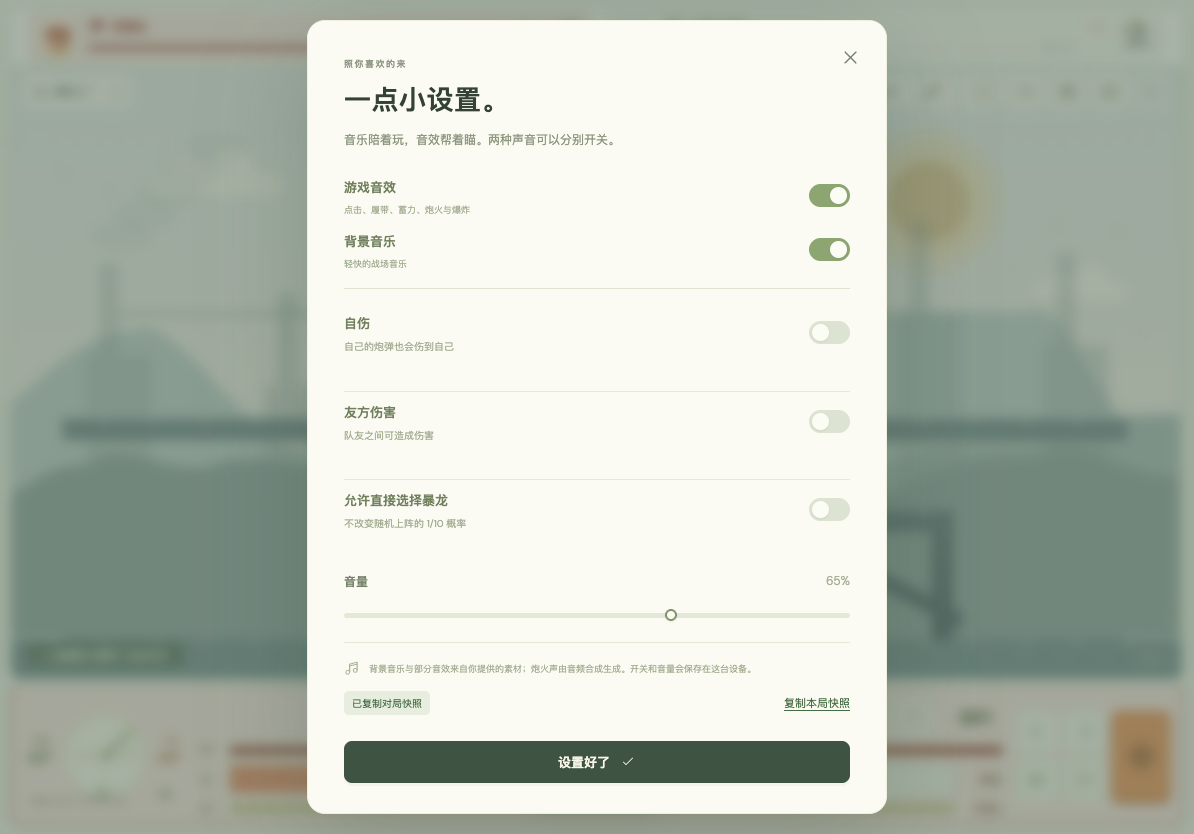 照你喜欢的来
一点小设置。
音乐陪着玩，音效帮着瞄。两种声音可以分别开关。
游戏音效
点击、履带、蓄力、炮火与爆炸
背景音乐
轻快的战场音乐
自伤
自己的炮弹也会伤到自己
友方伤害
队友之间可造成伤害
允许直接选择暴龙
不改变随机上阵的 1/10 概率
音量 65%
背景音乐与部分音效来自你提供的素材；炮火声由音频合成生成。开关和音量会保存在这台设备。
已复制对局快照 复制本局快照
设置好了